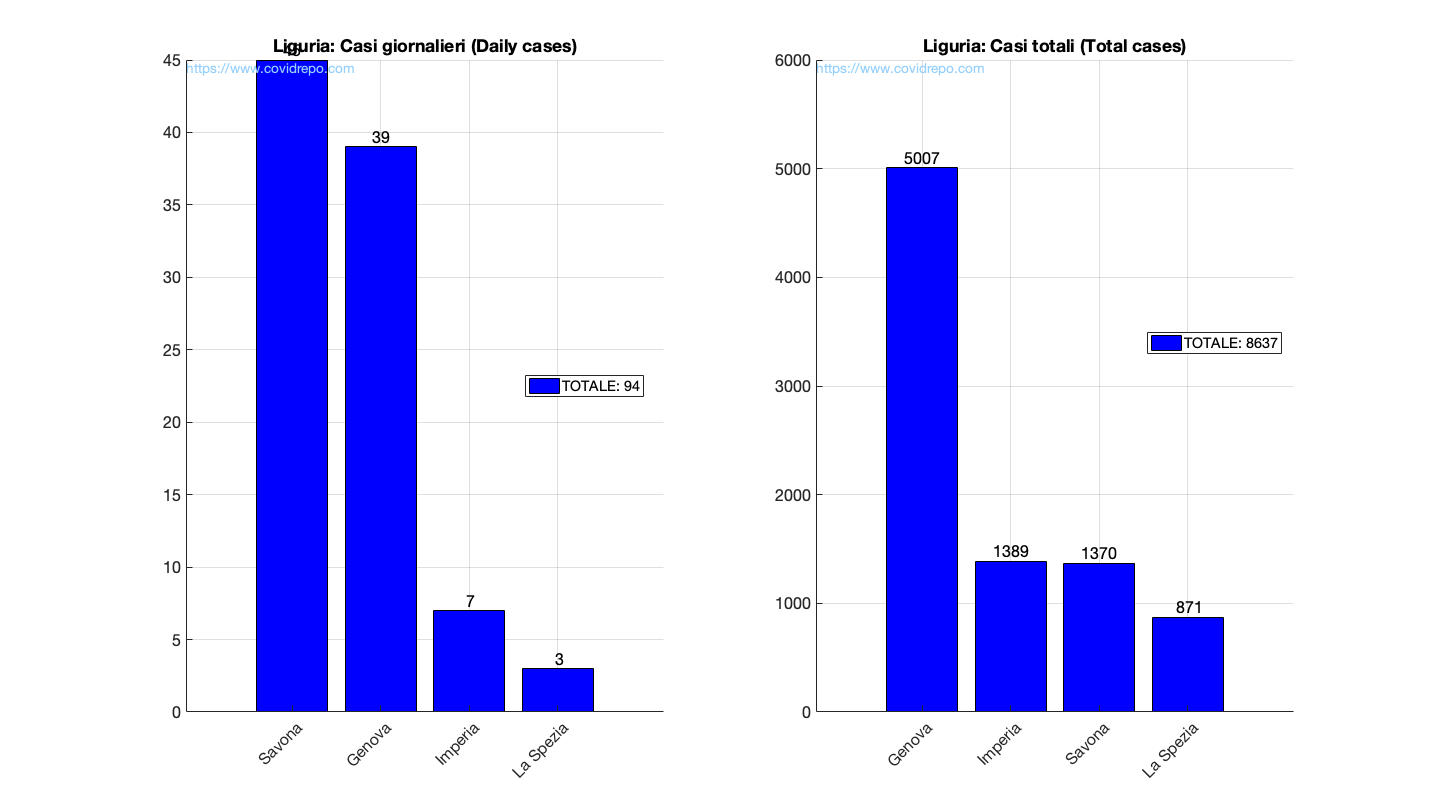 Liguria: Casi giornalieri (Daily cases)
https://www.covidrepo.com
45
45
40
35
30
25
20
15
10
5
0
39
7
3
TOTALE: 94
Savona
Genova
Imperia
La Spezia
Liguria: Casi totali (Total cases)
https://www.covidrepo.com
6000
5000
4000
3000
2000
1000
0
5007
1389
1370
871
TOTALE: 8637
Genova
Imperia
Savona
La Spezia